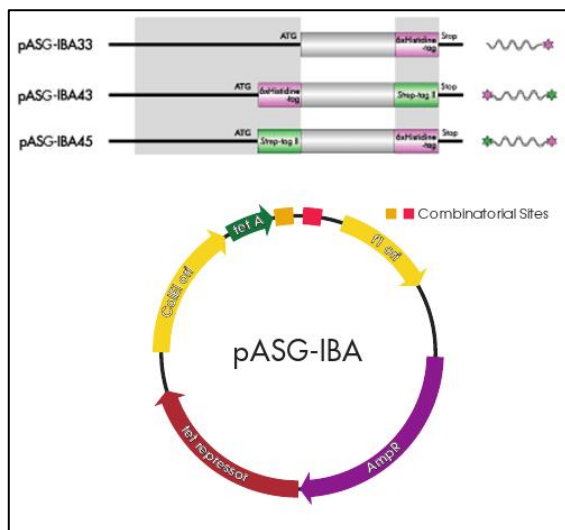 pASG-IBA33
ATG
6xHistidine
-tag
Stop
pASG-IBA43
ATG
6xHistidine
-tag
Strep-tag II
Stop
pASG-IBA45
ATG
Strep-tag II
6xHistidine
-tag
Stop
Combinatorial Sites
tet A
f1 ori
ColEI ori
pASG-IBA
tet repressor
AmpR